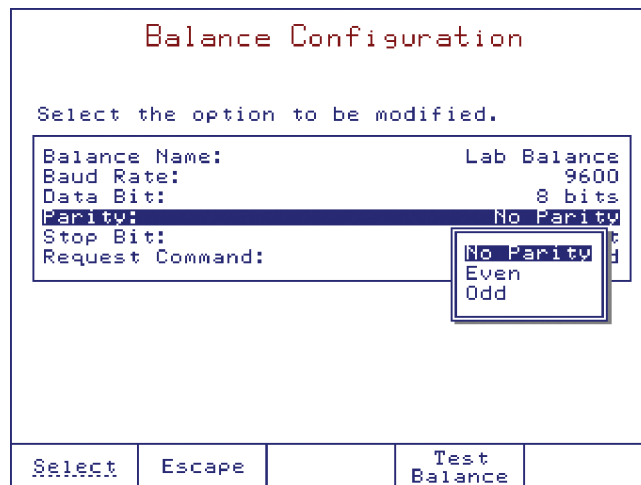 Balance Configuration
Select the option to be modified.
Balance Name: Lab Balance
Baud Rate: 9600
Data Bit: 8 bits
Parity: No Parity
Stop Bit:
Request Command:
No Parity
Even
Odd
Select
Escape
Test
Balance